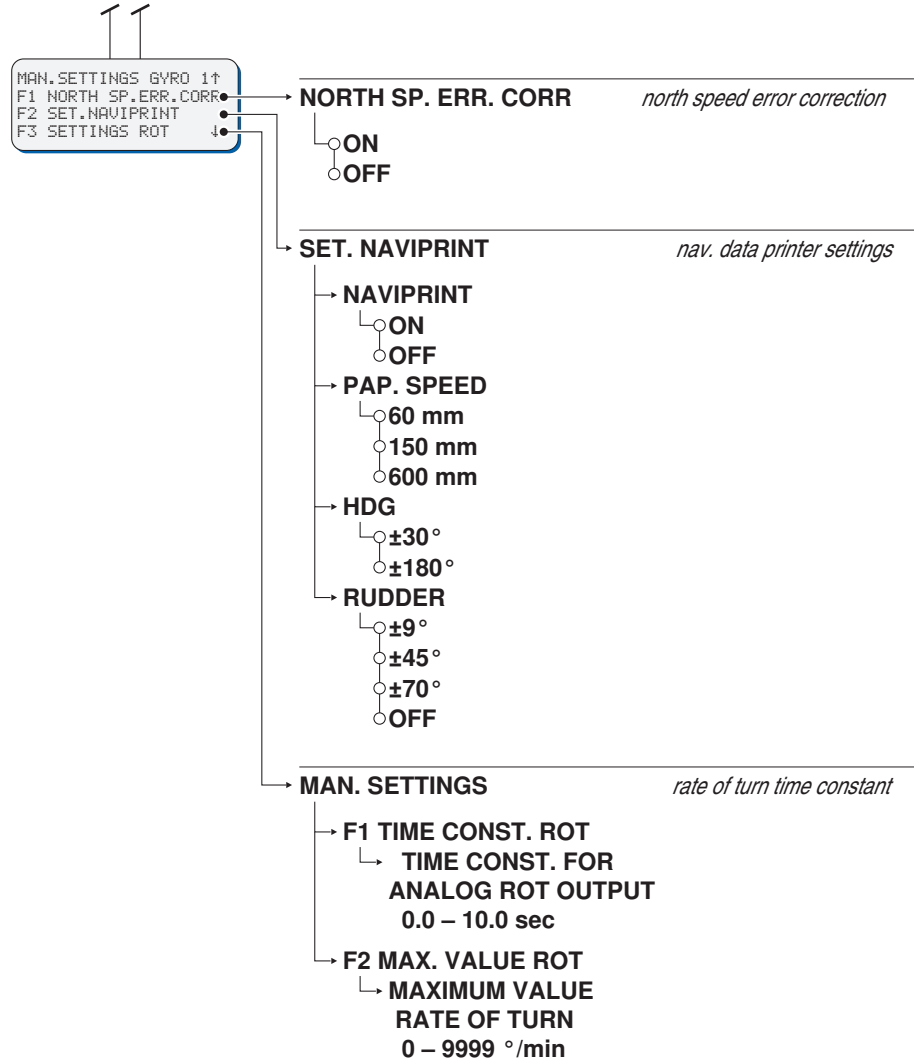 MAN.SETTINGS GYRO 1↑
F1 NORTH SP.ERR.CORR
F2 SET.NAVIPRINT
F3 SETTINGS ROT ↓
NORTH SP. ERR. CORR north speed error correction
ON
OFF
SET. NAVIPRINT nav. data printer settings
NAVIPRINT
ON
OFF
PAP. SPEED
60 mm
150 mm
600 mm
HDG
±30°
±180°
RUDDER
±9°
±45°
±70°
OFF
MAN. SETTINGS rate of turn time constant
F1 TIME CONST. ROT
TIME CONST. FOR
ANALOG ROT OUTPUT
0.0 – 10.0 sec
F2 MAX. VALUE ROT
MAXIMUM VALUE
RATE OF TURN
0 – 9999 °/min